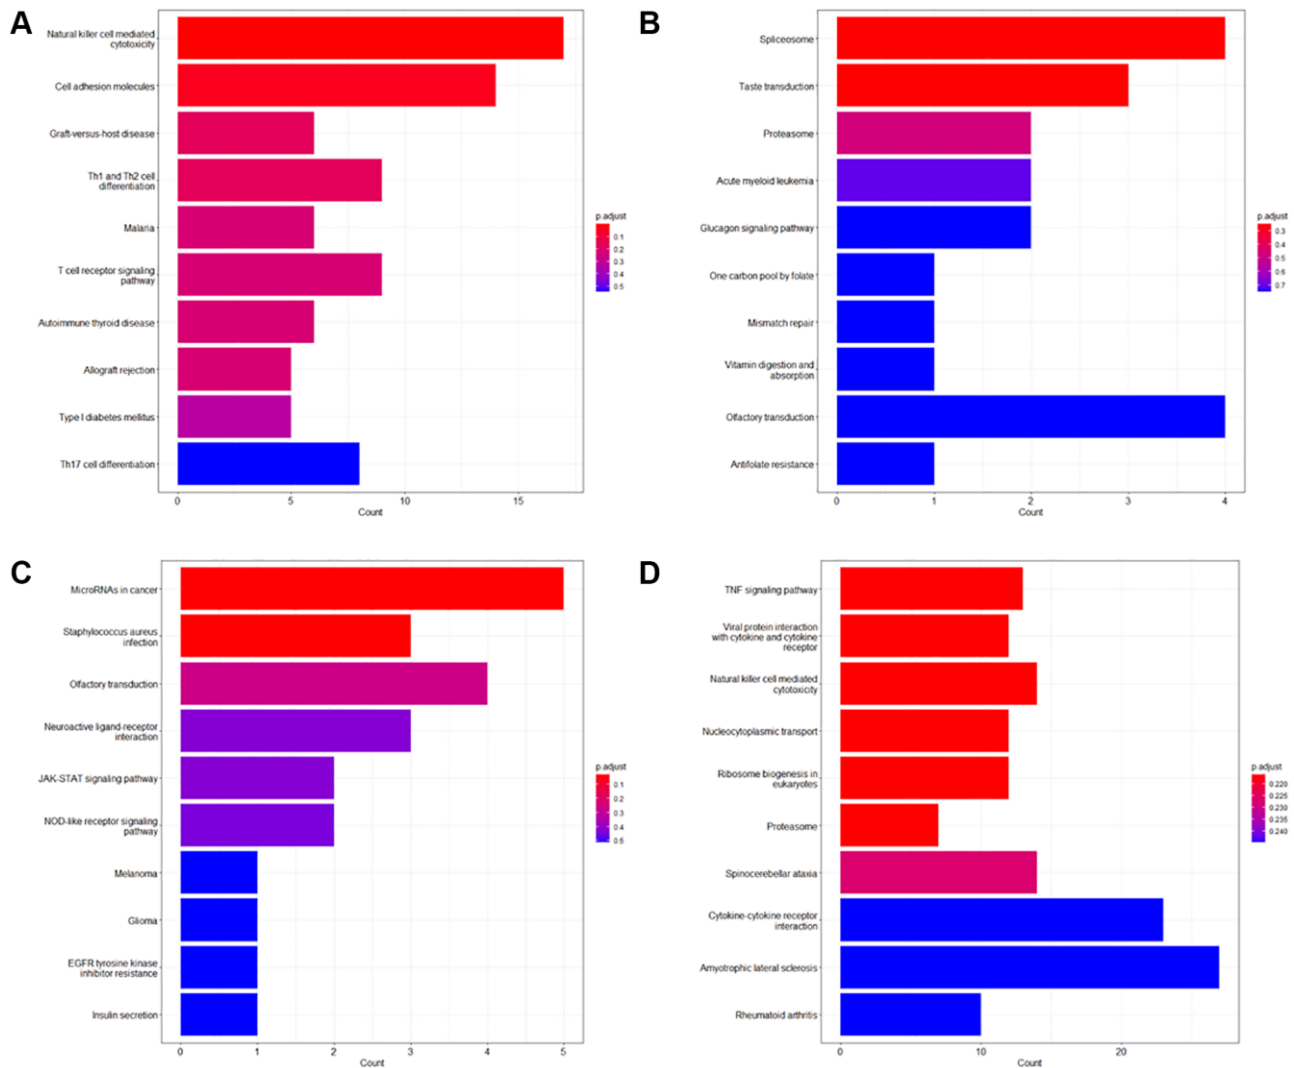 A
Natural killer cell mediated
cytotoxicity
Cell adhesion molecules
Graft-versus-host disease
Th1 and Th2 cell
differentiation
Malaria
T cell receptor signaling
pathway
Autoimmune thyroid disease
Allograft rejection
Type I diabetes mellitus
Th17 cell differentiation
0 5 10 15
Count
p.adjust
0.1
0.2
0.3
0.4
0.5
B
Spliceosome
Taste transduction
Proteasome
Acute myeloid leukemia
Glucagon signaling pathway
One carbon pool by folate
Mismatch repair
Vitamin digestion and
absorption
Olfactory transduction
Antifolate resistance
0 1 2 3 4
Count
p.adjust
0.3
0.4
0.5
0.6
0.7
C
MicroRNAs in cancer
Staphylococcus aureus
infection
Olfactory transduction
Neuroactive ligand-receptor
interaction
JAK-STAT signaling pathway
NOD-like receptor signaling
pathway
Melanoma
Glioma
EGFR tyrosine kinase
inhibitor resistance
Insulin secretion
0 1 2 3 4 5
Count
p.adjust
0.1
0.2
0.3
0.4
0.5
D
TNF signaling pathway
Viral protein interaction
with cytokine and cytokine
receptor
Natural killer cell mediated
cytotoxicity
Nucleocytoplasmic transport
Ribosome biogenesis in
eukaryotes
Proteasome
Spinocerebellar ataxia
Cytokine-cytokine receptor
interaction
Amyotrophic lateral sclerosis
Rheumatoid arthritis
0 10 20
Count
p.adjust
0.220
0.225
0.230
0.235
0.240